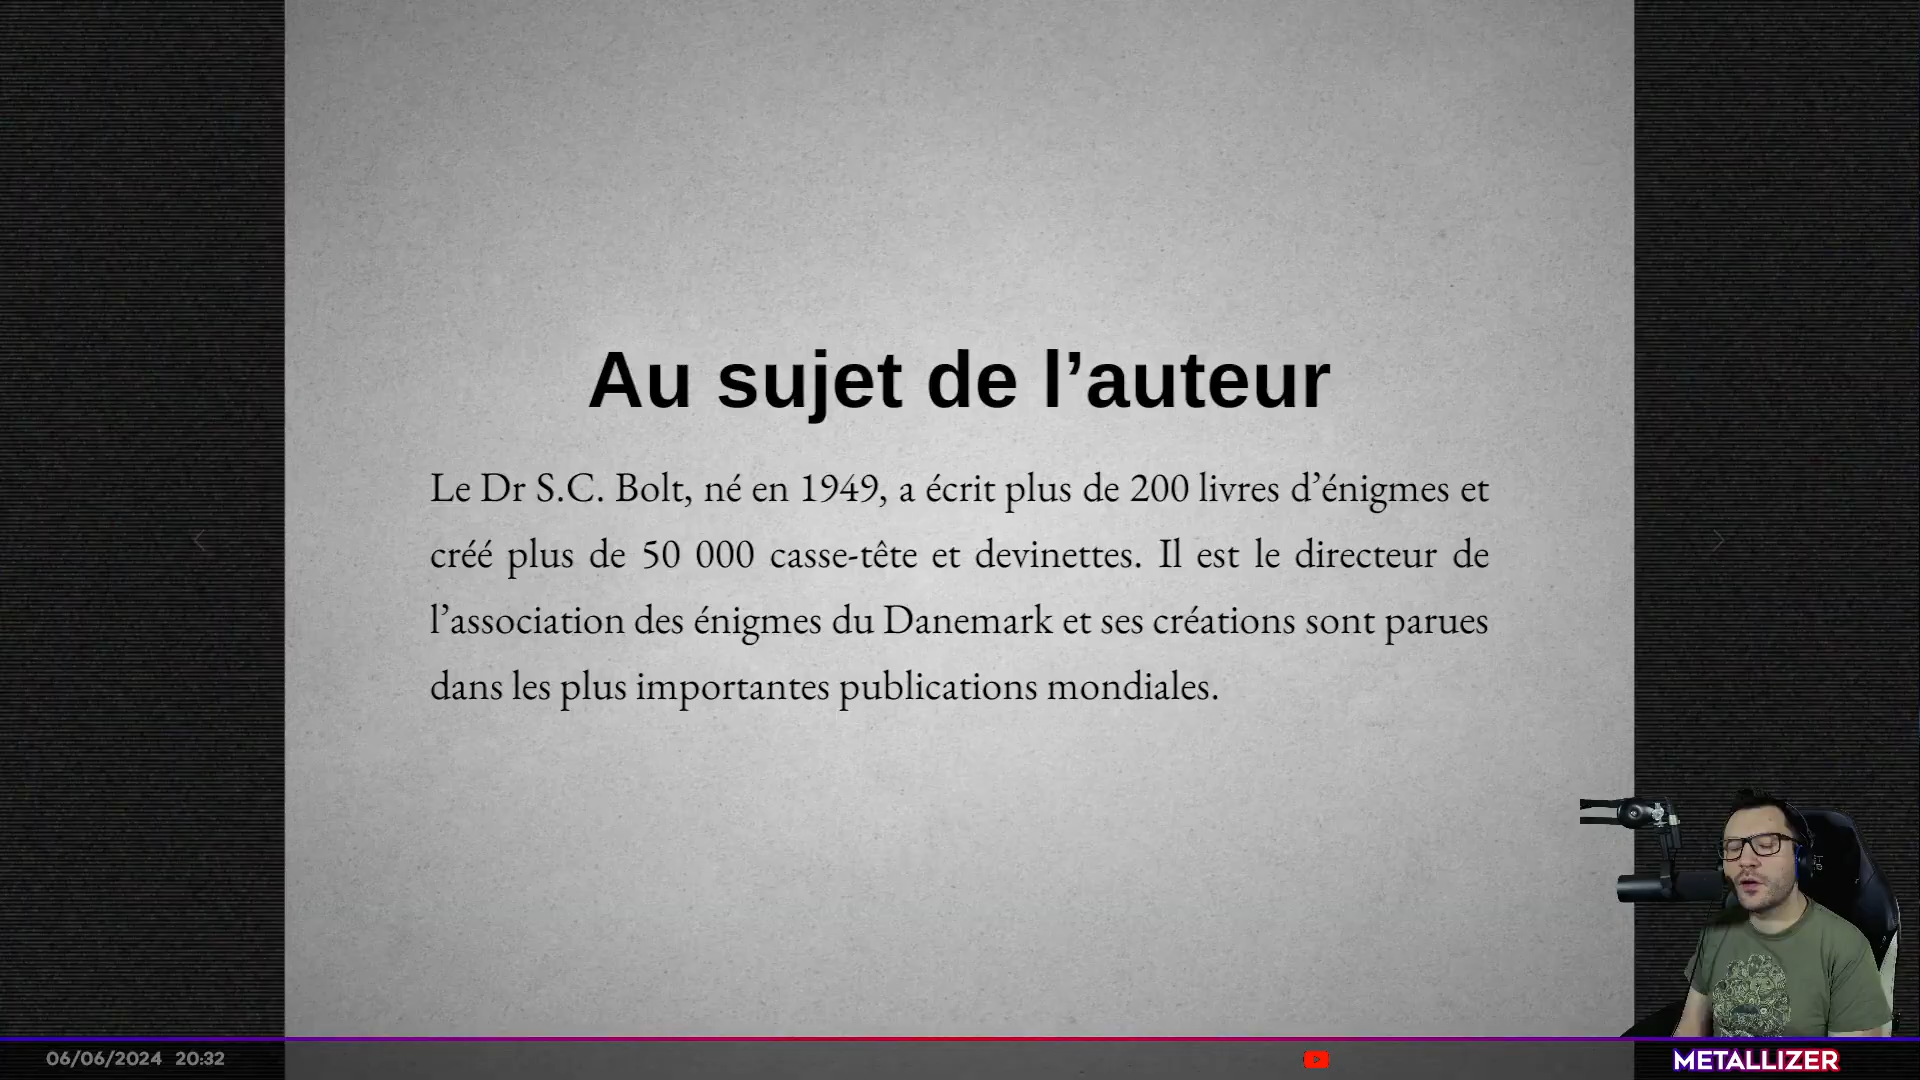 Au sujet de l’auteur
Le Dr S.C. Bolt, né en 1949, a écrit plus de 200 livres d’énigmes et
créé plus de 50 000 casse-tête et devinettes. Il est le directeur de
l’association des énigmes du Danemark et ses créations sont parues
dans les plus importantes publications mondiales.
06/06/2024 20:32
METALLIZER